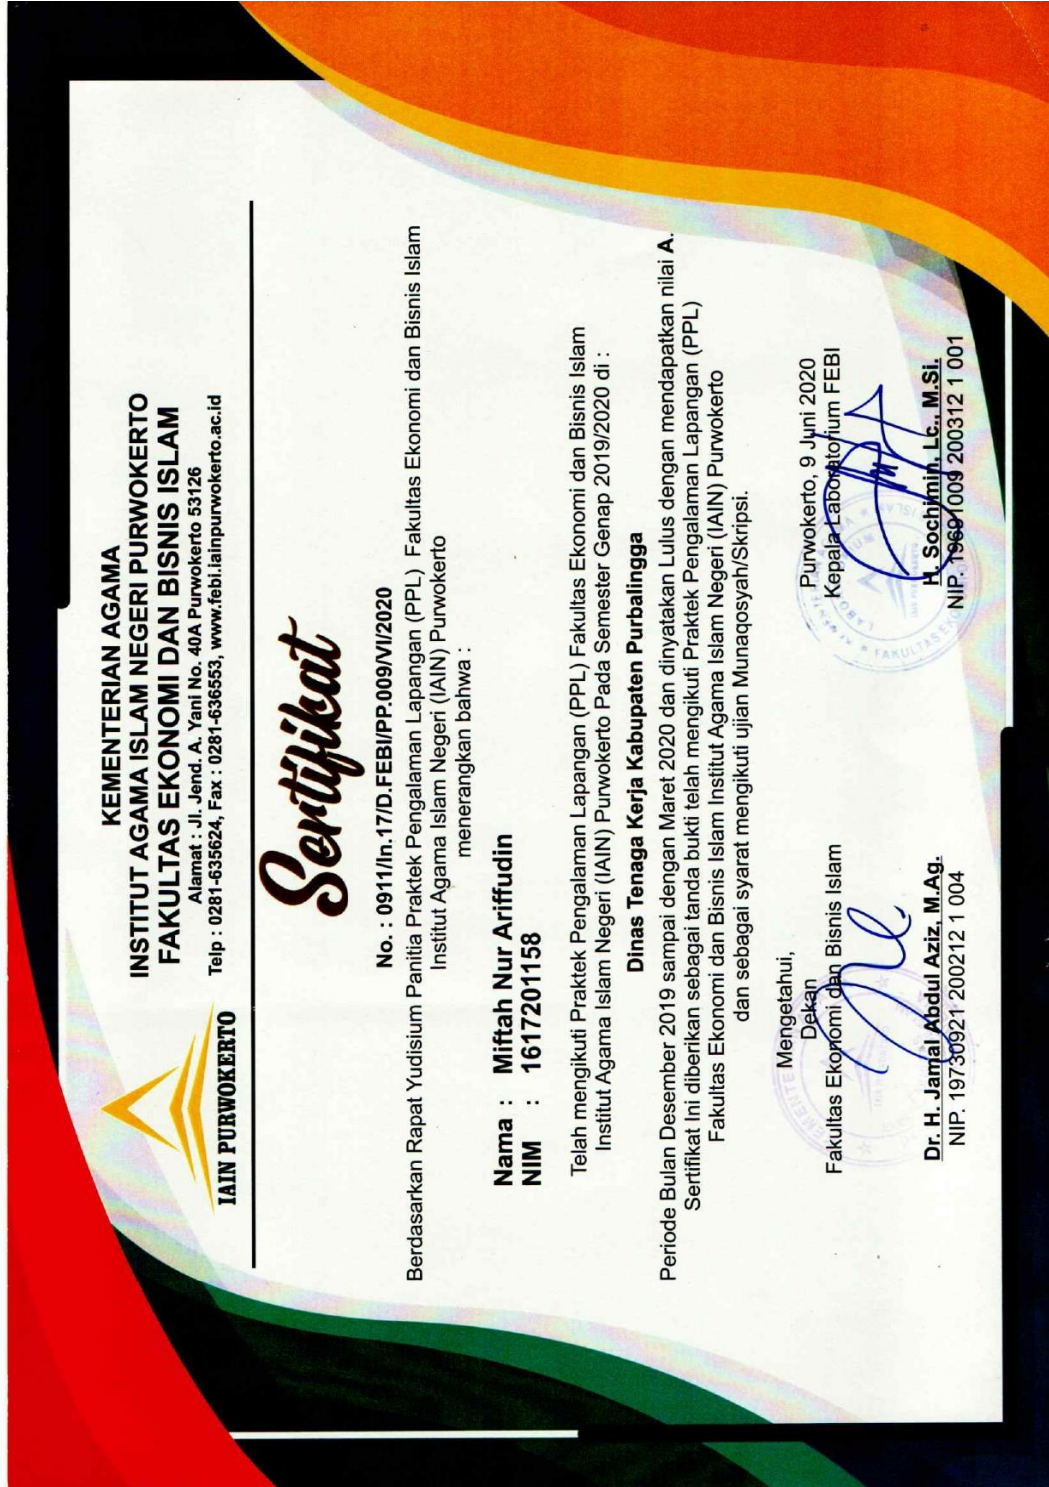 IAIN PURWOKERTO
KEMENTERIAN AGAMA
INSTITUT AGAMA ISLAM NEGERI PURWOKERTO
FAKULTAS EKONOMI DAN BISNIS ISLAM
Alamat : Jl. Jend. A. Yani No. 40A Purwokerto 53126
Telp : 0281-635624, Fax : 0281-636553, www.febi.iainpurwokerto.ac.id
Sertifikat
No. : 0911/In.17/D.FEBI/PP.009/VI/2020
Berdasarkan Rapat Yudisium Panitia Praktek Pengalaman Lapangan (PPL) Fakultas Ekonomi dan Bisnis Islam
Institut Agama Islam Negeri (IAIN) Purwokerto
menerangkan bahwa :
Nama : Miftah Nur Ariffudin
NIM : 1617201158
Telah mengikuti Praktek Pengalaman Lapangan (PPL) Fakultas Ekonomi dan Bisnis Islam
Institut Agama Islam Negeri (IAIN) Purwokerto Pada Semester Genap 2019/2020 di :
Dinas Tenaga Kerja Kabupaten Purbalingga
Periode Bulan Desember 2019 sampai dengan Maret 2020 dan dinyatakan Lulus dengan mendapatkan nilai A.
Sertifikat Ini diberikan sebagai tanda bukti telah mengikuti Praktek Pengalaman Lapangan (PPL)
Fakultas Ekonomi dan Bisnis Islam Institut Agama Islam Negeri (IAIN) Purwokerto
dan sebagai syarat mengikuti ujian Munaqosyah/Skripsi.
Mengetahui,
Dekan
Fakultas Ekonomi dan Bisnis Islam
Dr. H. Jamal Abdul Aziz, M.Ag.
NIP. 19730921 200212 1 004
Purwokerto, 9 Juni 2020
Kepala Laboratorium FEBI
H. Sochimin, Lc., M.Si.
NIP. 19691009 200312 1 001